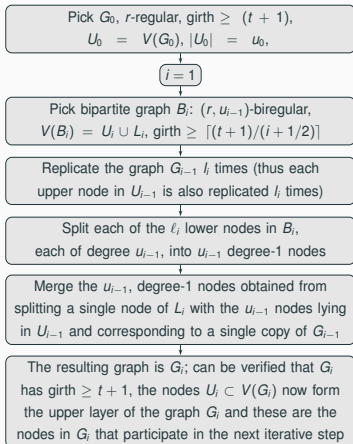 Pick G₀, r-regular, girth ≥ (t + 1),
U₀ = V(G₀), |U₀| = u₀,
i = 1
Pick bipartite graph Bᵢ: (r, uᵢ₋₁)-biregular,
V(Bᵢ) = Uᵢ ∪ Lᵢ, girth ≥ ⌈(t + 1)/(i + 1/2)⌉
Replicate the graph Gᵢ₋₁ lᵢ times (thus each
upper node in Uᵢ₋₁ is also replicated lᵢ times)
Split each of the ℓᵢ lower nodes in Bᵢ,
each of degree uᵢ₋₁, into uᵢ₋₁ degree-1 nodes
Merge the uᵢ₋₁, degree-1 nodes obtained from
splitting a single node of Lᵢ with the uᵢ₋₁ nodes lying
in Uᵢ₋₁ and corresponding to a single copy of Gᵢ₋₁
The resulting graph is Gᵢ; can be verified that Gᵢ
has girth ≥ t + 1, the nodes Uᵢ ⊂ V(Gᵢ) now form
the upper layer of the graph Gᵢ and these are the
nodes in Gᵢ that participate in the next iterative step